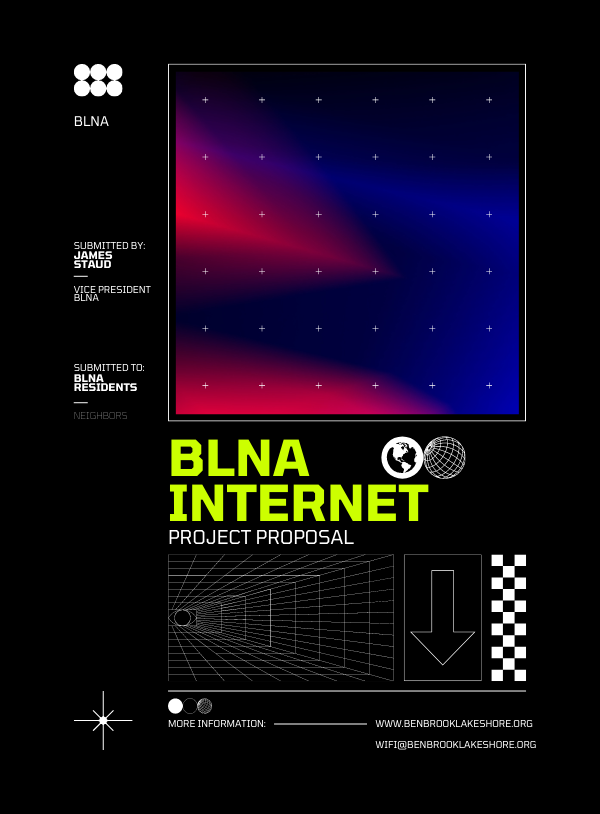 BLNA
SUBMITTED BY:
JAMES
STAUD
VICE PRESIDENT
BLNA
SUBMITTED TO:
BLNA
RESIDENTS
NEIGHBORS
BLNA
INTERNET
PROJECT PROPOSAL
MORE INFORMATION:
WWW.BENBROOKLAKESHORE.ORG
WIFI@BENBROOKLAKESHORE.ORG